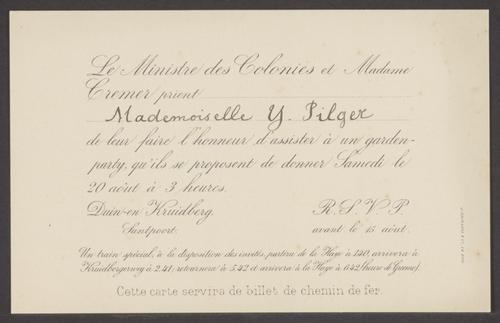 Le Ministre des Colonies et Madame
Cremer prient
Mademoiselle Y. Pilger
de leur faire l'honneur d'assister à un garden-
party, qu'ils se proposent de donner Samedi le
20 août à 3 heures.
Duin-en Kruidberg.
Santpoort.
R.S.V.P.
avant le 15 août.
Un train spécial, à la disposition des invités, partira de la Haye à 1.40, arrivera à
Kruidbergerweg à 2.41; retournera à 5.42 et arrivera à la Haye à 6.42 (heure de Greenw).
Cette carte servira de billet de chemin de fer.